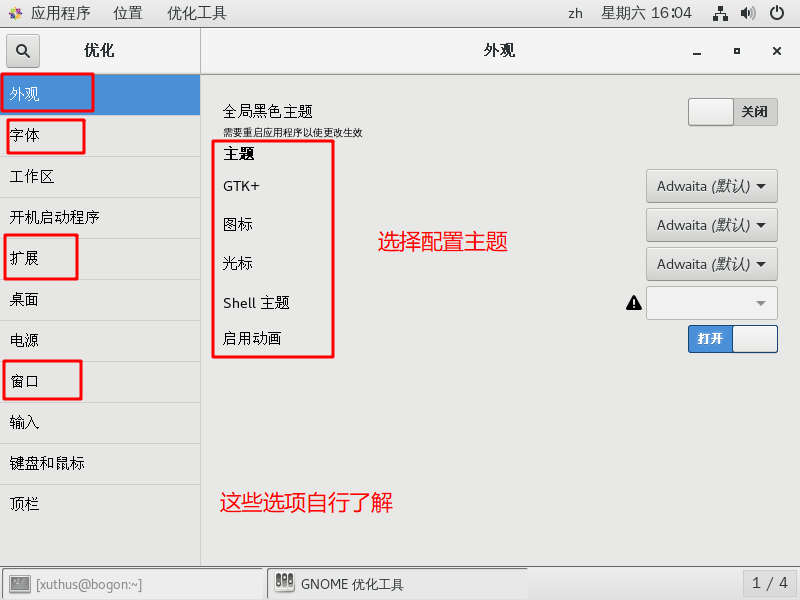 应用程序 位置 优化工具 zh 星期六 16:04
优化 外观
外观
字体
工作区
开机启动程序
扩展
桌面
电源
窗口
输入
键盘和鼠标
顶栏
全局黑色主题 关闭
需要重启应用程序以使更改生效
主题
GTK+ Adwaita (默认)
图标 Adwaita (默认)
光标 Adwaita (默认)
Shell 主题
启用动画 打开
选择配置主题
这些选项自行了解
[xuthus@bogon:~] GNOME 优化工具 1 / 4